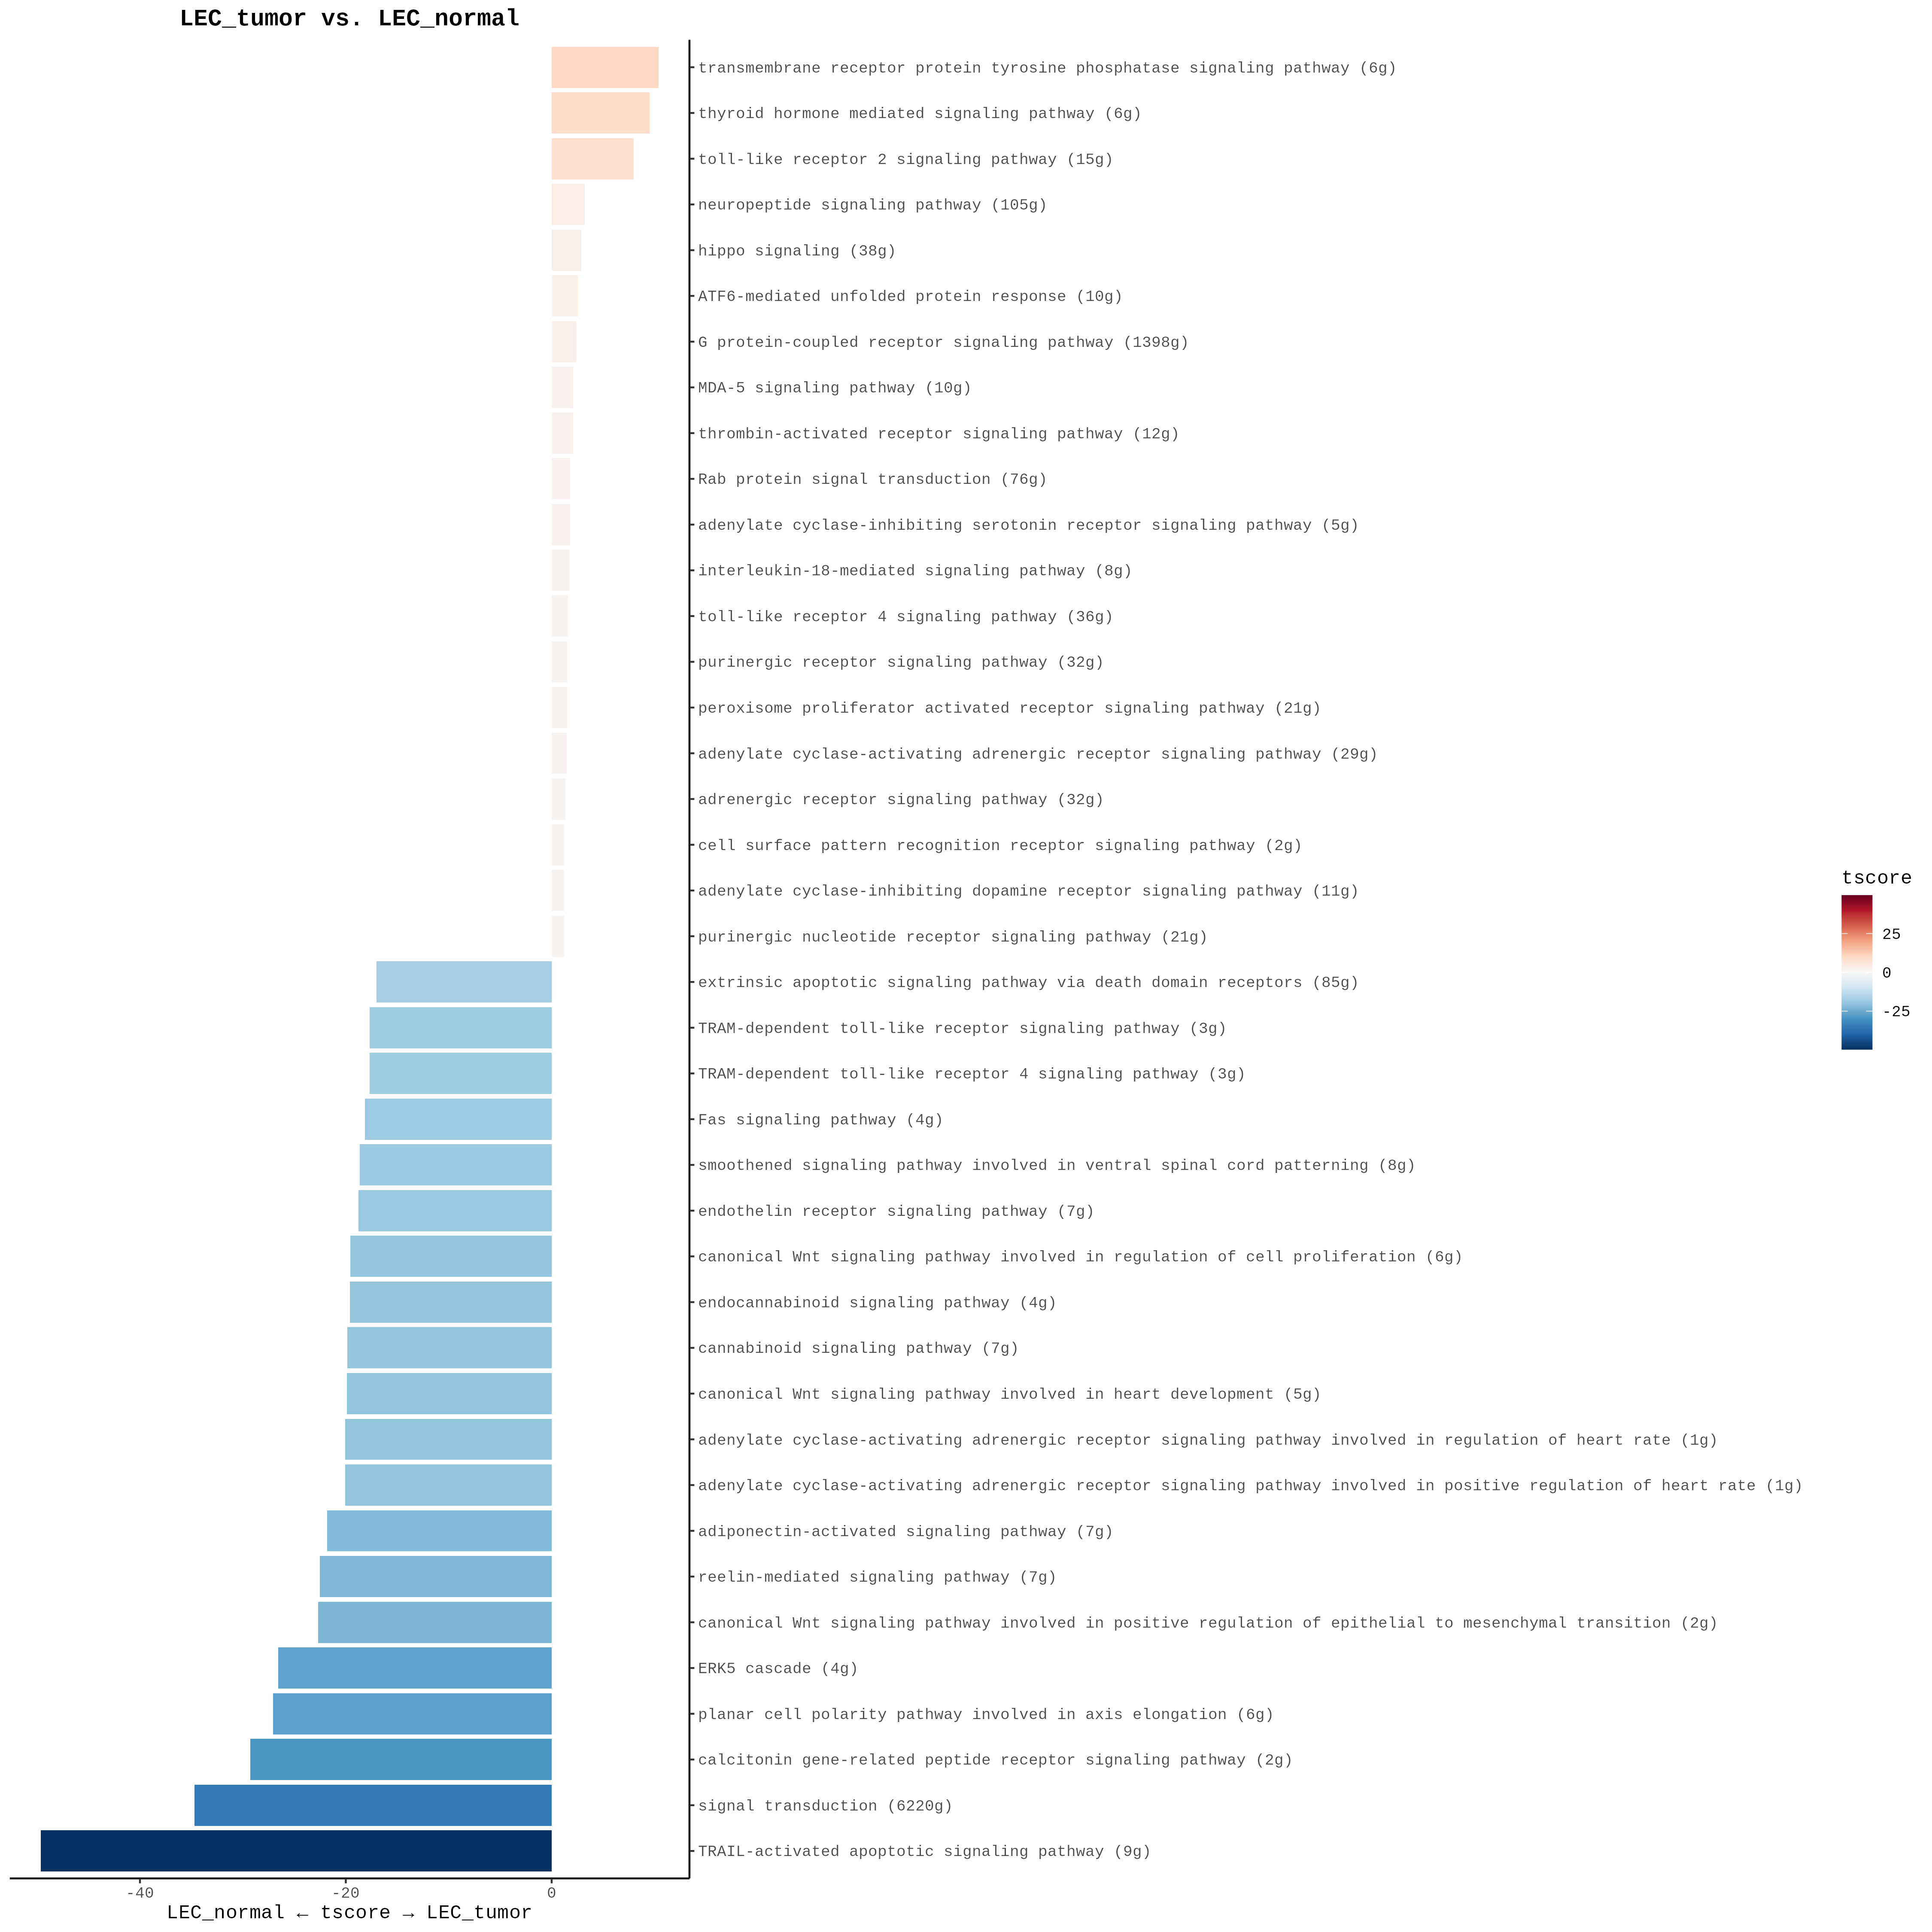 LEC_tumor vs. LEC_normal
transmembrane receptor protein tyrosine phosphatase signaling pathway (6g)
thyroid hormone mediated signaling pathway (6g)
toll-like receptor 2 signaling pathway (15g)
neuropeptide signaling pathway (105g)
hippo signaling (38g)
ATF6-mediated unfolded protein response (10g)
G protein-coupled receptor signaling pathway (1398g)
MDA-5 signaling pathway (10g)
thrombin-activated receptor signaling pathway (12g)
Rab protein signal transduction (76g)
adenylate cyclase-inhibiting serotonin receptor signaling pathway (5g)
interleukin-18-mediated signaling pathway (8g)
toll-like receptor 4 signaling pathway (36g)
purinergic receptor signaling pathway (32g)
peroxisome proliferator activated receptor signaling pathway (21g)
adenylate cyclase-activating adrenergic receptor signaling pathway (29g)
adrenergic receptor signaling pathway (32g)
cell surface pattern recognition receptor signaling pathway (2g)
adenylate cyclase-inhibiting dopamine receptor signaling pathway (11g)
purinergic nucleotide receptor signaling pathway (21g)
extrinsic apoptotic signaling pathway via death domain receptors (85g)
TRAM-dependent toll-like receptor signaling pathway (3g)
TRAM-dependent toll-like receptor 4 signaling pathway (3g)
Fas signaling pathway (4g)
smoothened signaling pathway involved in ventral spinal cord patterning (8g)
endothelin receptor signaling pathway (7g)
canonical Wnt signaling pathway involved in regulation of cell proliferation (6g)
endocannabinoid signaling pathway (4g)
cannabinoid signaling pathway (7g)
canonical Wnt signaling pathway involved in heart development (5g)
adenylate cyclase-activating adrenergic receptor signaling pathway involved in regulation of heart rate (1g)
adenylate cyclase-activating adrenergic receptor signaling pathway involved in positive regulation of heart rate (1g)
adiponectin-activated signaling pathway (7g)
reelin-mediated signaling pathway (7g)
canonical Wnt signaling pathway involved in positive regulation of epithelial to mesenchymal transition (2g)
ERK5 cascade (4g)
planar cell polarity pathway involved in axis elongation (6g)
calcitonin gene-related peptide receptor signaling pathway (2g)
signal transduction (6220g)
TRAIL-activated apoptotic signaling pathway (9g)
-40 -20 0
LEC_normal ← tscore → LEC_tumor
tscore
25
0
-25